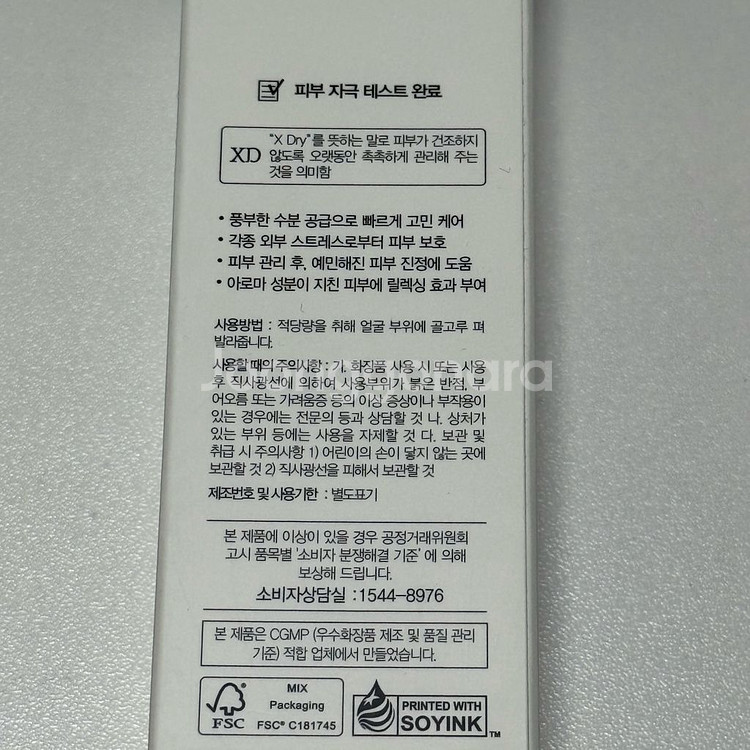 피부 자극 테스트 완료
XD
"X Dry"를 뜻하는 말로 피부가 건조하지
않도록 오랫동안 촉촉하게 관리해 주는
것을 의미함
• 풍부한 수분 공급으로 빠르게 고민 케어
• 각종 외부 스트레스로부터 피부 보호
• 피부 관리 후, 예민해진 피부 진정에 도움
• 아로마 성분이 지친 피부에 릴렉싱 효과 부여
사용방법 : 적당량을 취해 얼굴 부위에 골고루 펴
발라줍니다.
사용할 때의 주의사항 : 가. 화장품 사용 시 또는 사용
후 직사광선에 의하여 사용부위가 붉은 반점, 부
어오름 또는 가려움증 등의 이상 증상이나 부작용이
있는 경우에는 전문의 등과 상담할 것 나. 상처가
있는 부위 등에는 사용을 자제할 것 다. 보관 및
취급 시 주의사항 1) 어린이의 손이 닿지 않는 곳에
보관할 것 2) 직사광선을 피해서 보관할 것
제조번호 및 사용기한 : 별도표기
본 제품에 이상이 있을 경우 공정거래위원회
고시 품목별 '소비자 분쟁해결 기준' 에 의해
보상해 드립니다.
소비자상담실 : 1544-8976
본 제품은 CGMP (우수화장품 제조 및 품질 관리
기준) 적합 업체에서 만들었습니다.
FSC
MIX
Packaging
FSC® C181745
PRINTED WITH
SOYINK™